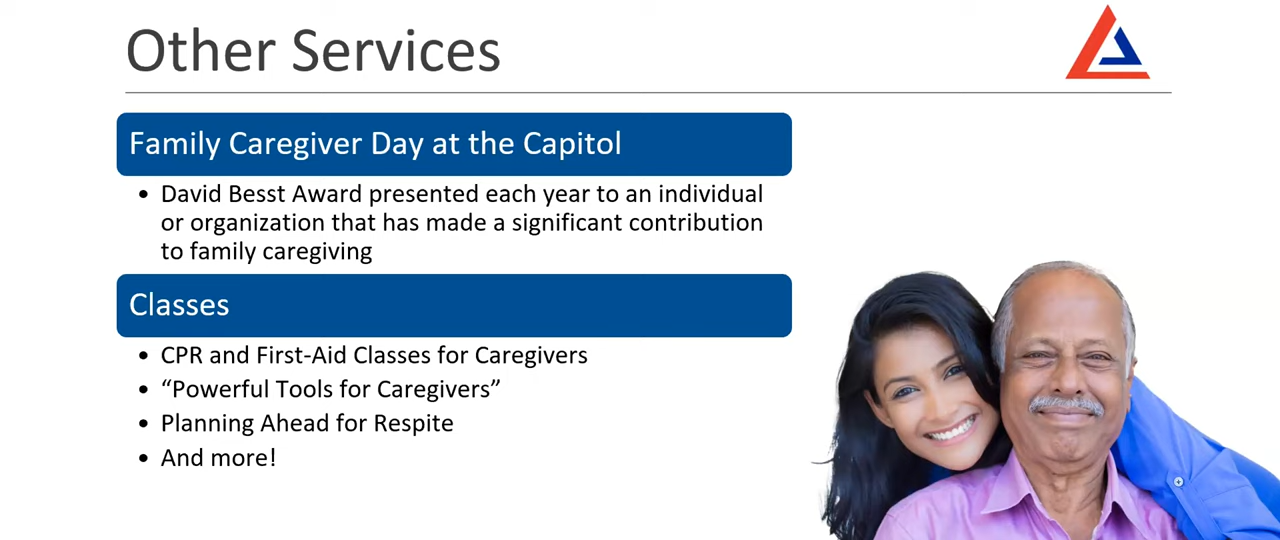 Other Services
Family Caregiver Day at the Capitol
• David Besst Award presented each year to an individual
or organization that has made a significant contribution
to family caregiving
Classes
• CPR and First-Aid Classes for Caregivers
• “Powerful Tools for Caregivers”
• Planning Ahead for Respite
• And more!